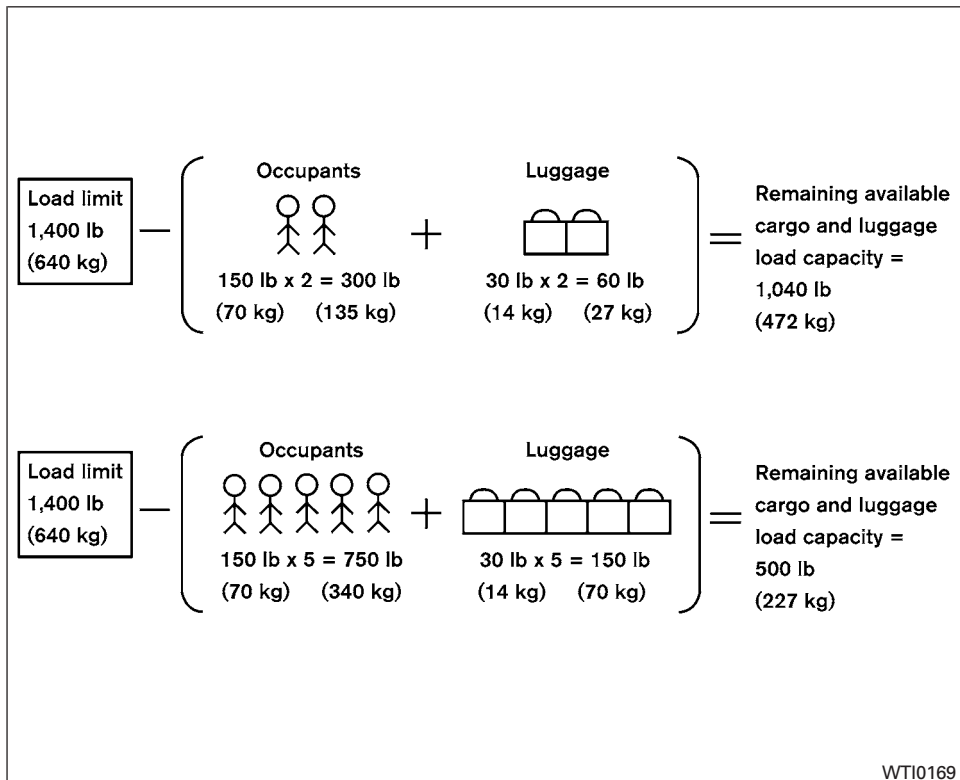 Load limit
1,400 lb
(640 kg)
Occupants
150 lb x 2 = 300 lb
(70 kg) (135 kg)
+
Luggage
30 lb x 2 = 60 lb
(14 kg) (27 kg)
Remaining available
cargo and luggage
load capacity =
1,040 lb
(472 kg)
Load limit
1,400 lb
(640 kg)
Occupants
150 lb x 5 = 750 lb
(70 kg) (340 kg)
+
Luggage
30 lb x 5 = 150 lb
(14 kg) (70 kg)
Remaining available
cargo and luggage
load capacity =
500 lb
(227 kg)
WTI0169